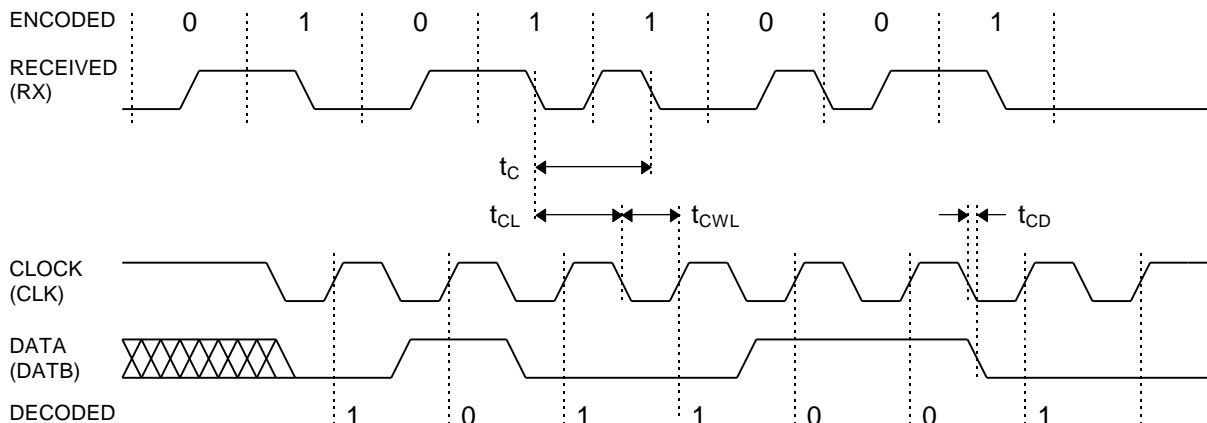 ENCODED 0 1 0 1 1 0 0 1
RECEIVED
(RX)
tC
tCL tCWL tCD
CLOCK
(CLK)
DATA
(DATB)
DECODED 1 0 1 1 0 0 1